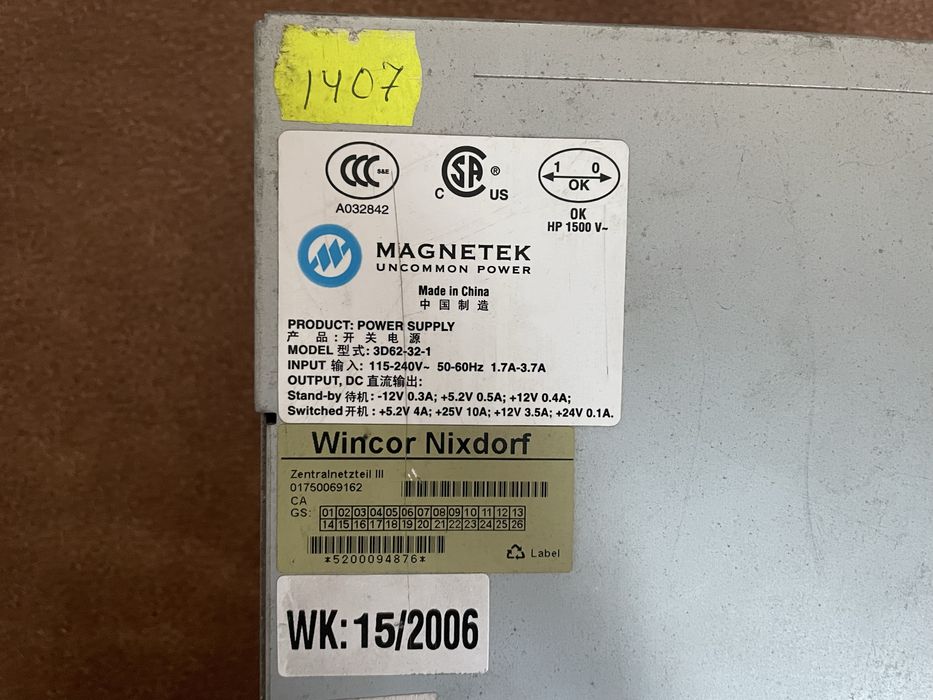 1407
CCC S&E
A032842
C SA ® US
1 0
OK
OK
HP 1500 V~
MAGNETEK
UNCOMMON POWER
Made in China
中国制造
PRODUCT: POWER SUPPLY
产 品:开关电源
MODEL 型式: 3D62-32-1
INPUT 输入: 115-240V~ 50-60Hz 1.7A-3.7A
OUTPUT, DC 直流输出:
Stand-by 待机: -12V 0.3A; +5.2V 0.5A; +12V 0.4A;
Switched 开机: +5.2V 4A; +25V 10A; +12V 3.5A; +24V 0.1A.
Wincor Nixdorf
Zentralnetzteil III
01750069162
CA
GS: 01 02 03 04 05 06 07 08 09 10 11 12 13
14 15 16 17 18 19 20 21 22 23 24 25 26
*5200094876*
Label
WK:15/2006